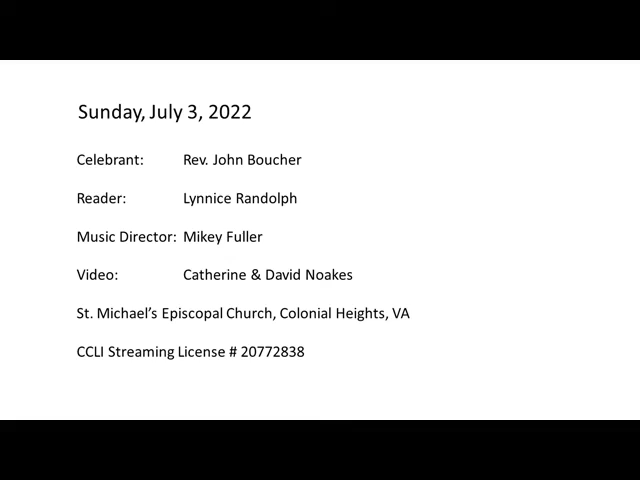 Sunday, July 3, 2022
Celebrant: Rev. John Boucher
Reader: Lynnice Randolph
Music Director: Mikey Fuller
Video: Catherine & David Noakes
St. Michael’s Episcopal Church, Colonial Heights, VA
CCLI Streaming License # 20772838